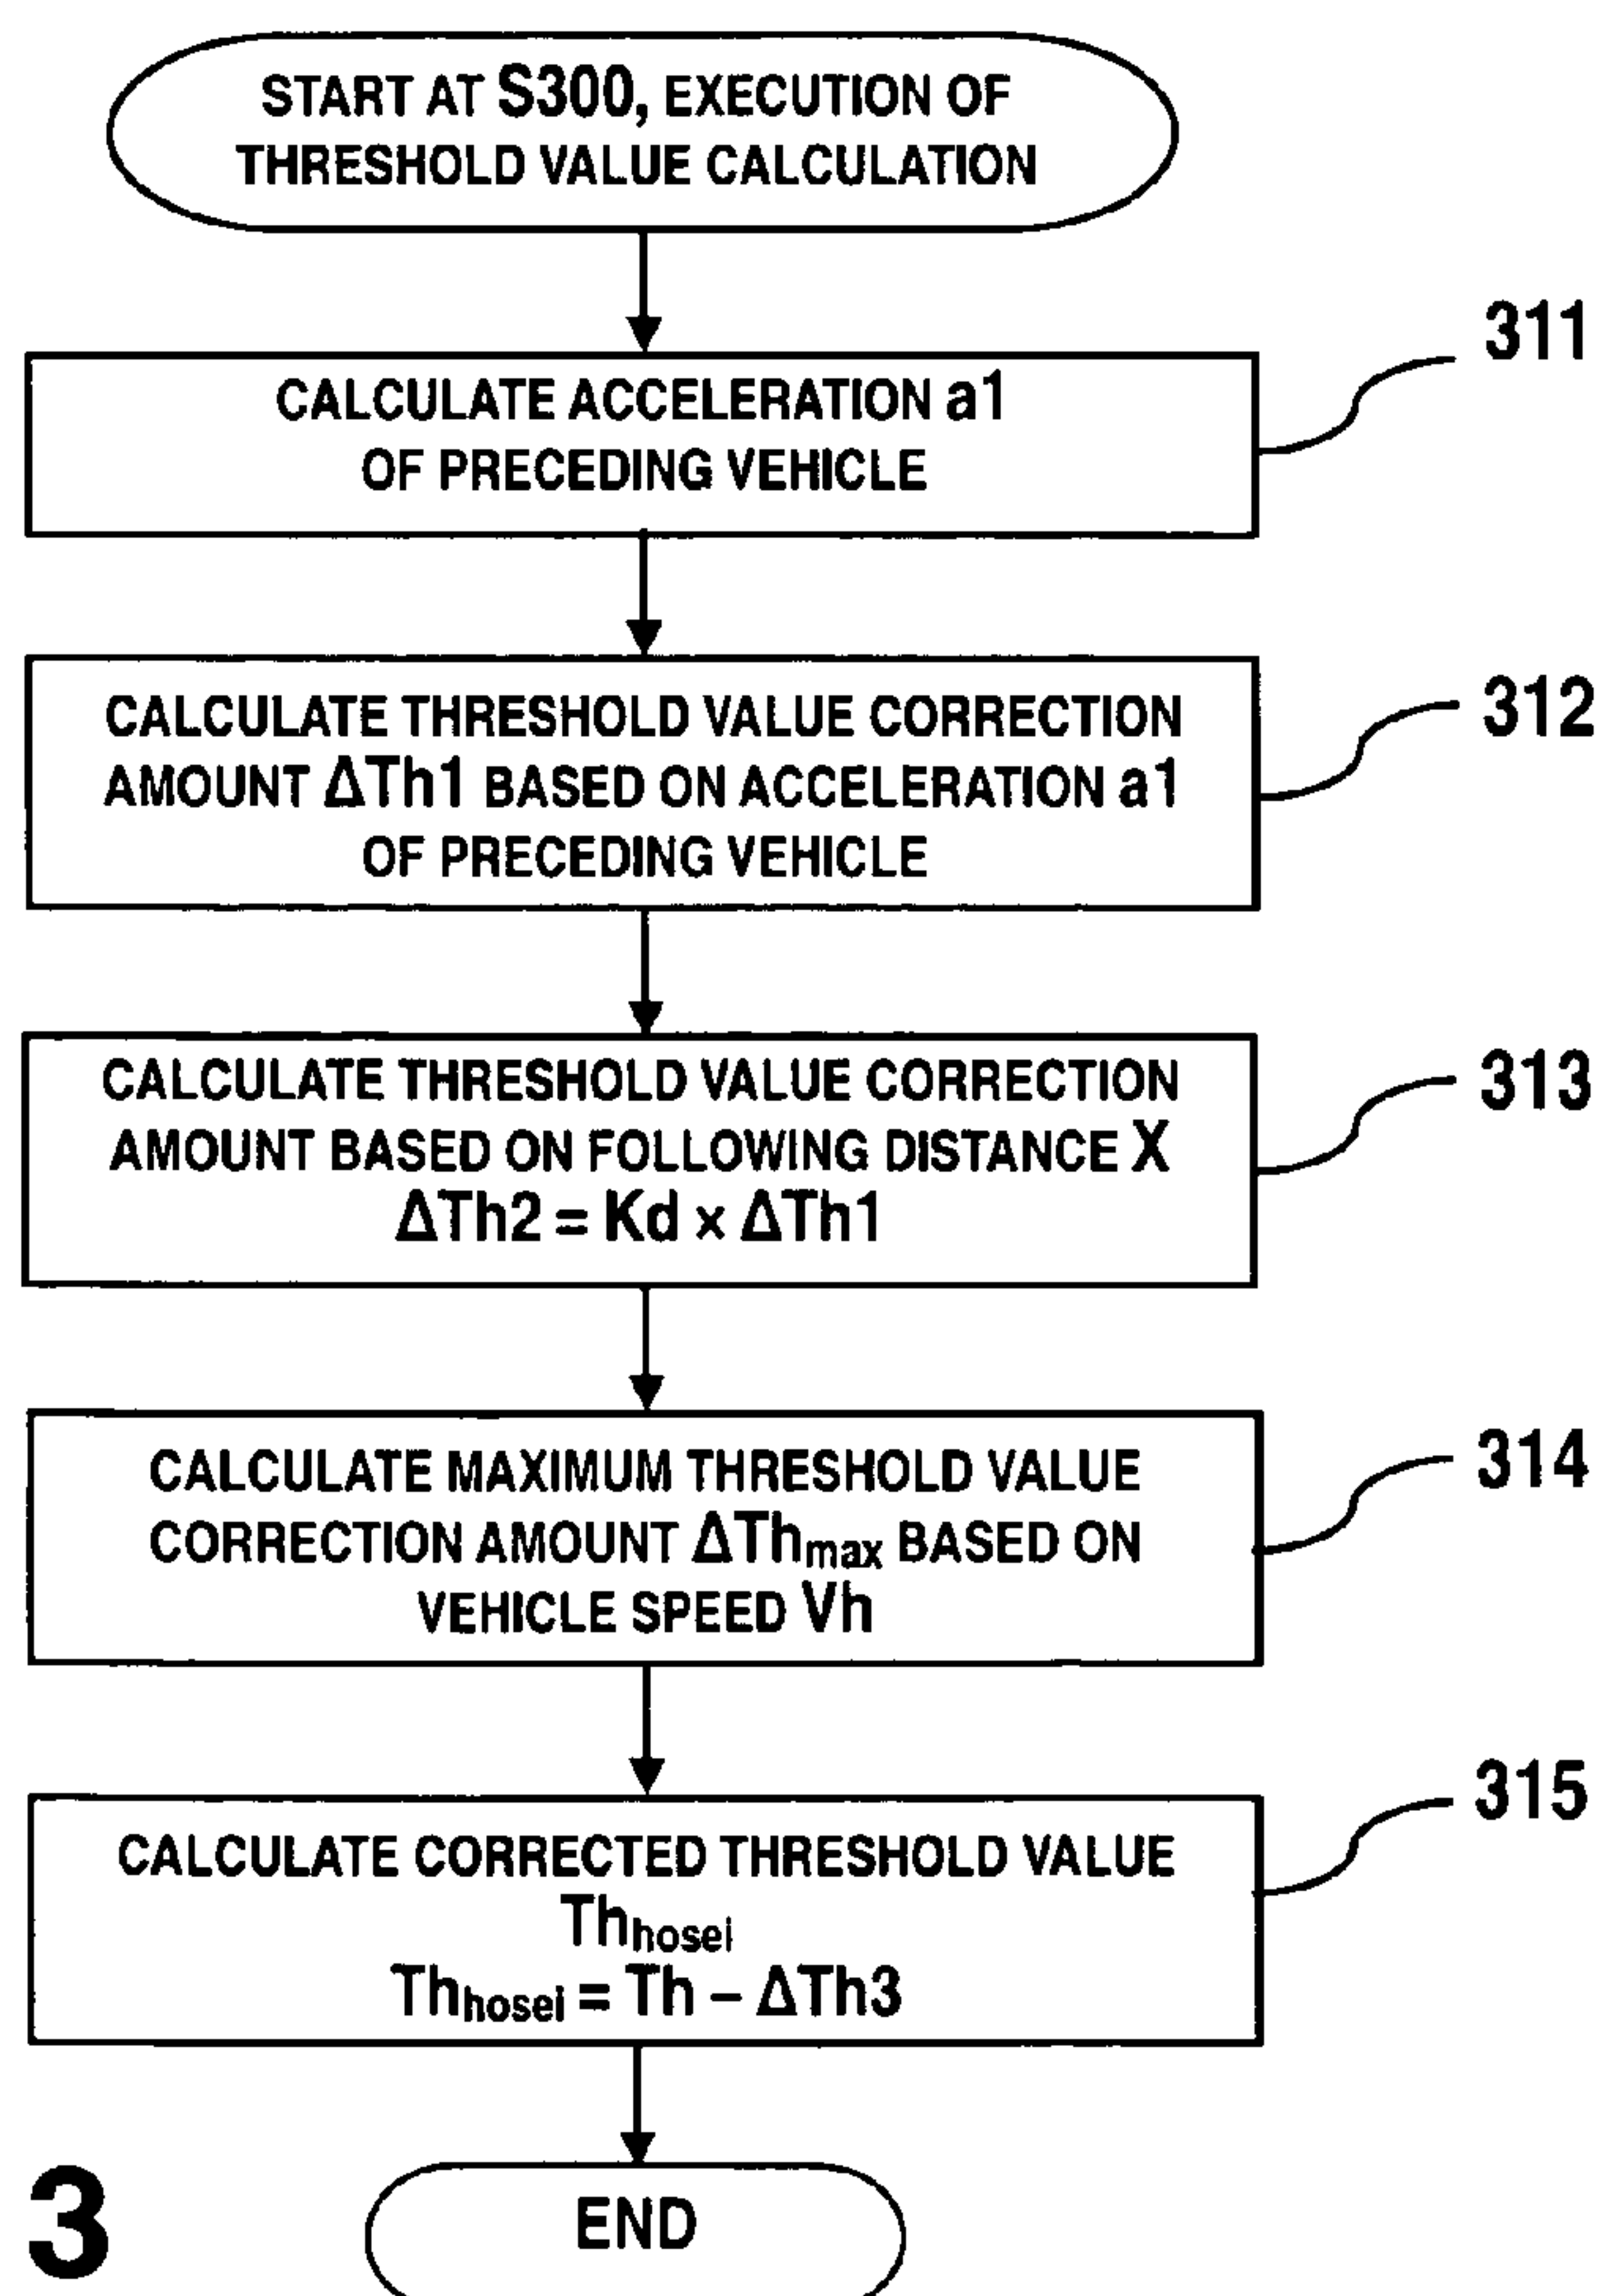 START AT S300, EXECUTION OF
THRESHOLD VALUE CALCULATION
311
CALCULATE ACCELERATION a1
OF PRECEDING VEHICLE
312
CALCULATE THRESHOLD VALUE CORRECTION
AMOUNT ΔTh1 BASED ON ACCELERATION a1
OF PRECEDING VEHICLE
313
CALCULATE THRESHOLD VALUE CORRECTION
AMOUNT BASED ON FOLLOWING DISTANCE X
ΔTh2 = Kd × ΔTh1
314
CALCULATE MAXIMUM THRESHOLD VALUE
CORRECTION AMOUNT ΔThmax BASED ON
VEHICLE SPEED Vh
315
CALCULATE CORRECTED THRESHOLD VALUE
Thhosei
Thhosei = Th – ΔTh3
END
3